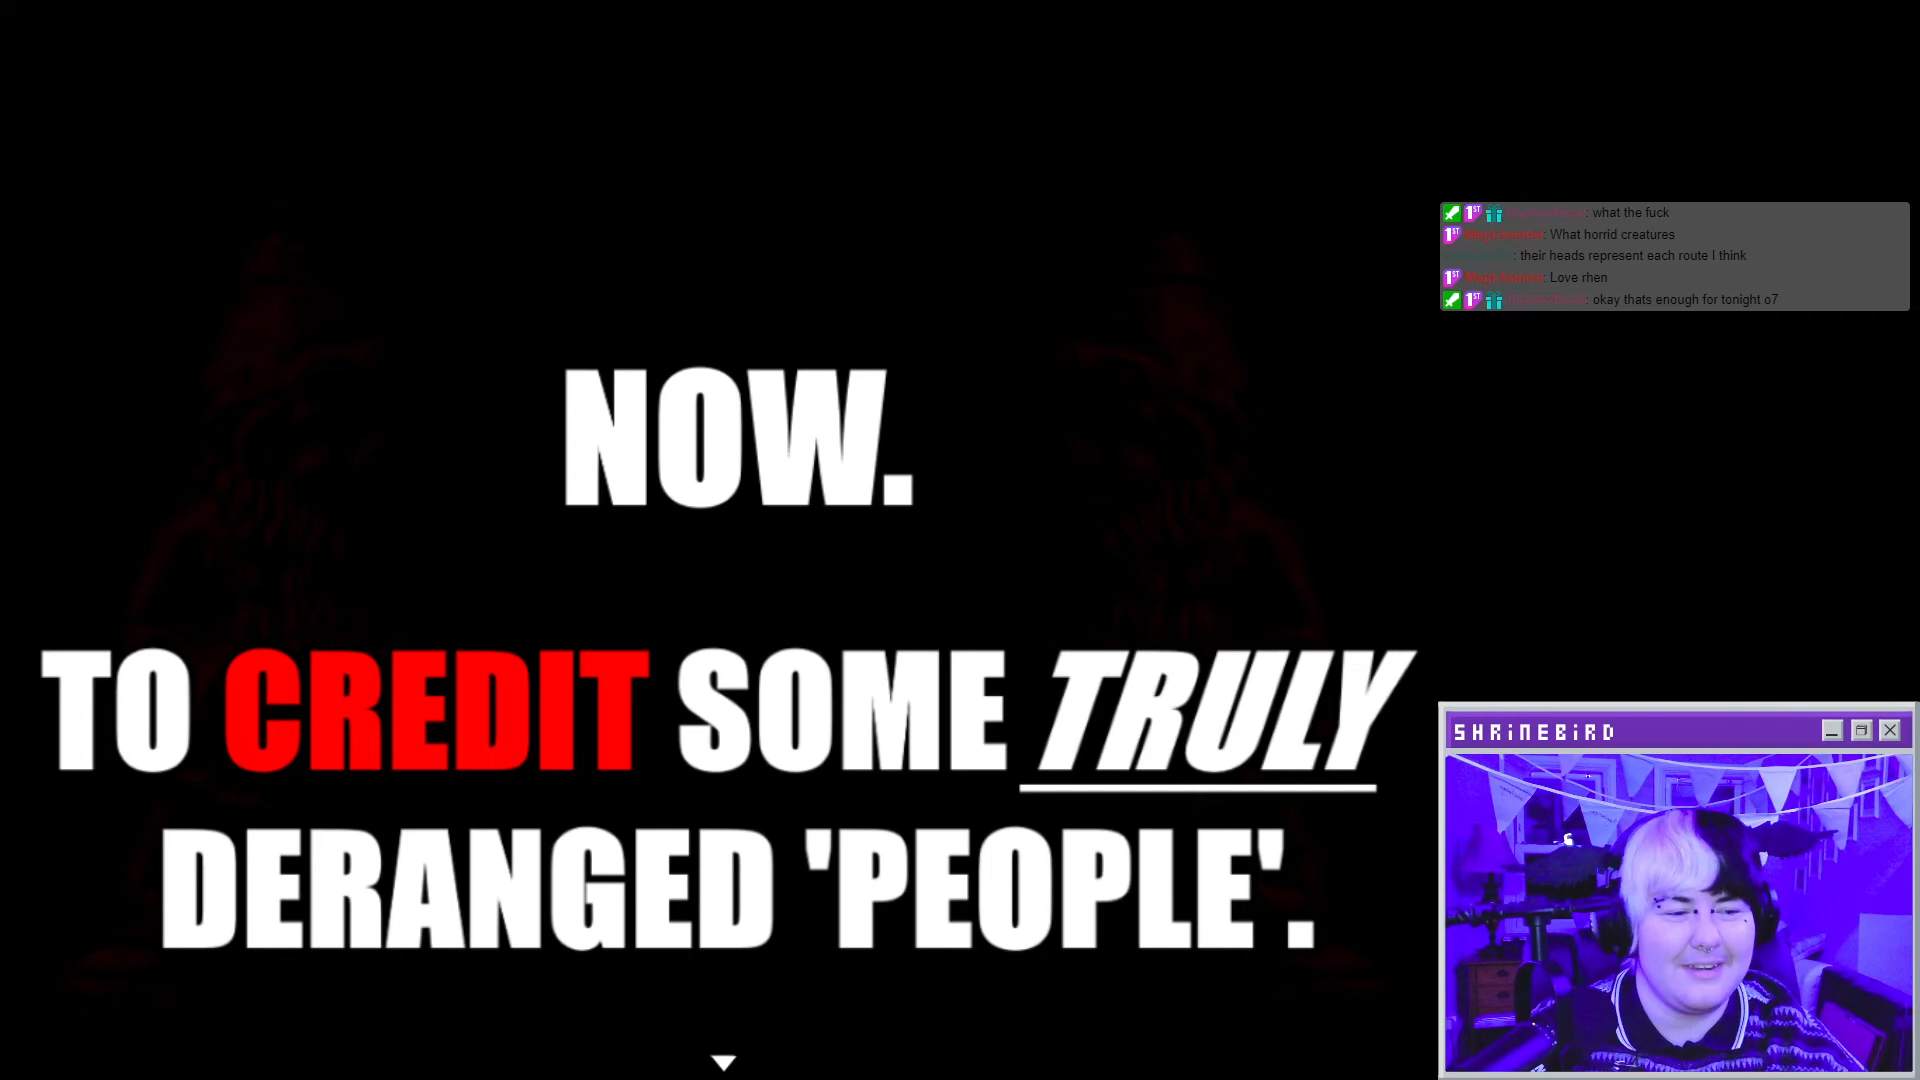 what the fuck
What horrid creatures
: their heads represent each route I think
: Love rhen
: okay thats enough for tonight o7
NOW.
TO CREDIT SOME TRULY
DERANGED 'PEOPLE'.
SHRiNEBiRD